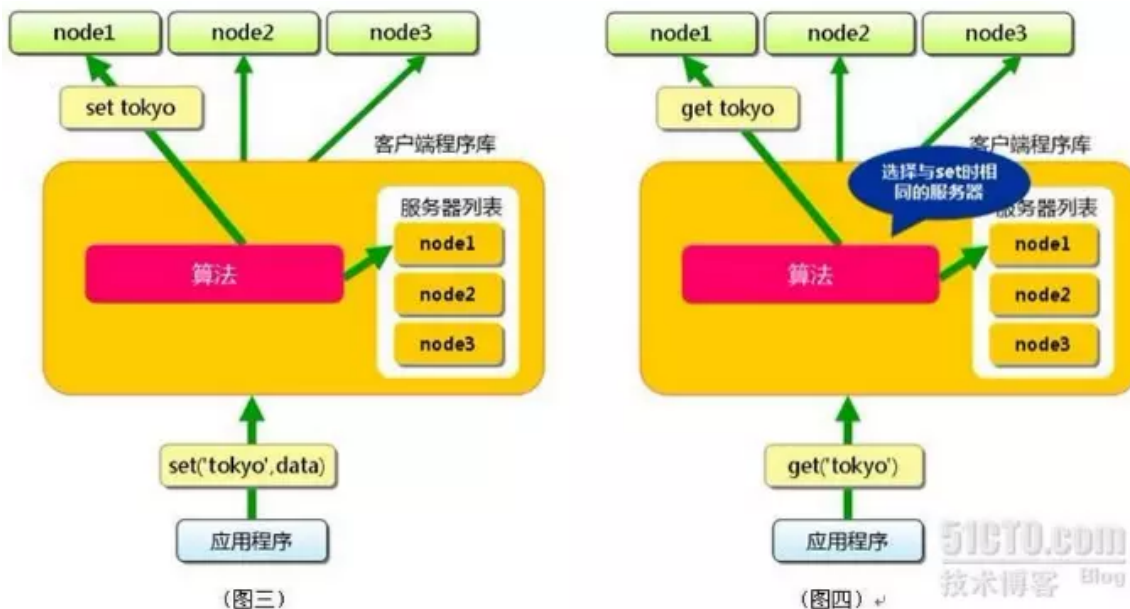 node1
node2
node3
set tokyo
客户端程序库
服务器列表
算法
node1
node2
node3
set('tokyo',data)
应用程序
(图三)
node1
node2
node3
get tokyo
客户端程序库
选择与set时相
同的服务器
服务器列表
算法
node1
node2
node3
get('tokyo')
应用程序
(图四)
51CTO.com
技术博客 Blog